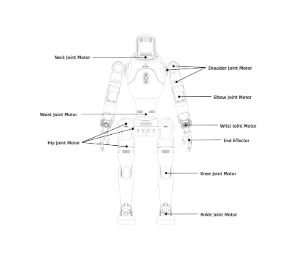 Neck Joint Motor
Shoulder Joint Motor
Elbow Joint Motor
Waist Joint Motor
Wrist Joint Motor
Hip Joint Motor
End Effector
Knee Joint Motor
Ankle Joint Motor